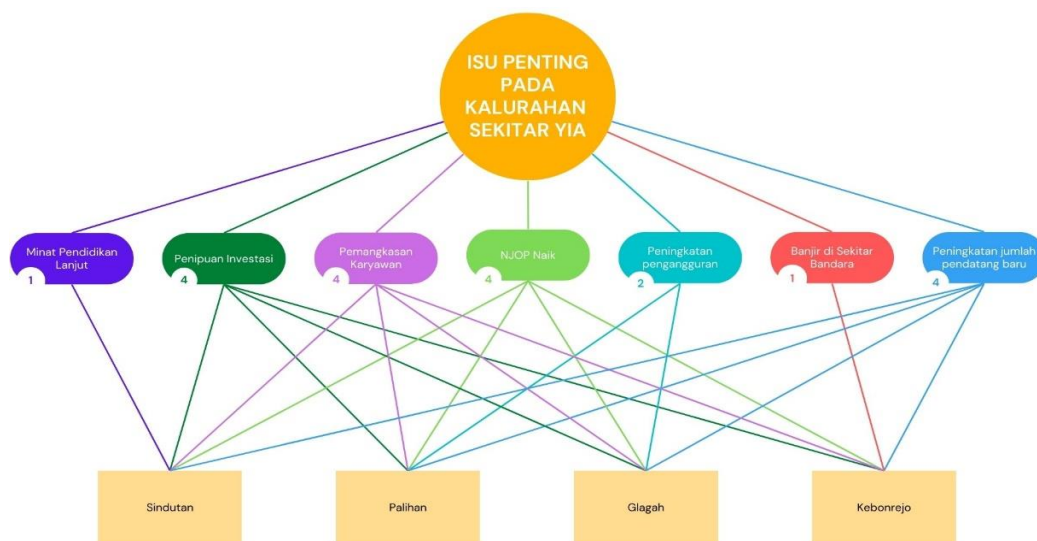 ISU PENTING
PADA
KALURAHAN
SEKITAR YIA
Minat Pendidikan
Lanjut
1
Penipuan Investasi
4
Pemangkasan
Karyawan
4
NJOP Naik
4
Peningkatan
pengangguran
2
Banjir di Sekitar
Bandara
1
Peningkatan jumlah
pendatang baru
4
Sindutan
Palihan
Glagah
Kebonrejo